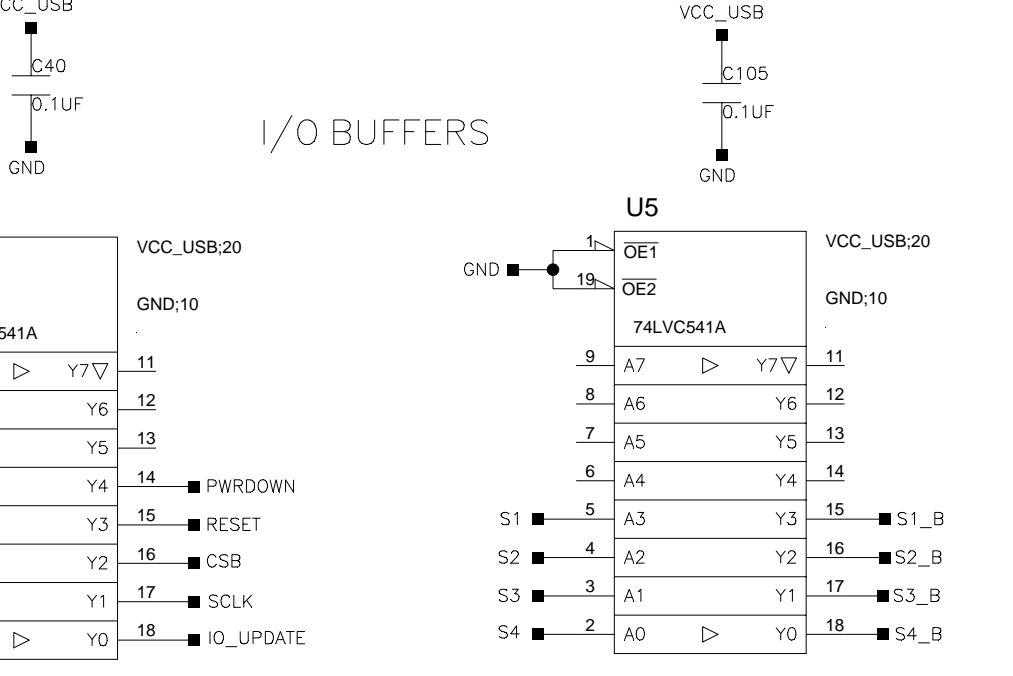 CC_USB
C40
0.1UF
GND
I/O BUFFERS
VCC_USB
C105
0.1UF
GND
541A
VCC_USB;20
GND;10
Y7 11
Y6 12
Y5 13
Y4 14 PWRDOWN
Y3 15 RESET
Y2 16 CSB
Y1 17 SCLK
Y0 18 IO_UPDATE
U5
GND
1 OE1
19 OE2
74LVC541A
VCC_USB;20
GND;10
9 A7 Y7 11
8 A6 Y6 12
7 A5 Y5 13
6 A4 Y4 14
S1 5 A3 Y3 15 S1_B
S2 4 A2 Y2 16 S2_B
S3 3 A1 Y1 17 S3_B
S4 2 A0 Y0 18 S4_B